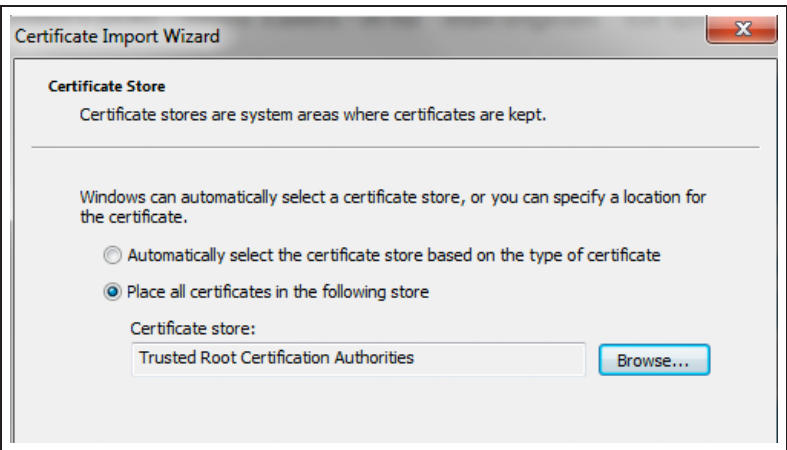 Certificate Import Wizard
Certificate Store
Certificate stores are system areas where certificates are kept.
Windows can automatically select a certificate store, or you can specify a location for
the certificate.
Automatically select the certificate store based on the type of certificate
Place all certificates in the following store
Certificate store:
Trusted Root Certification Authorities
Browse...